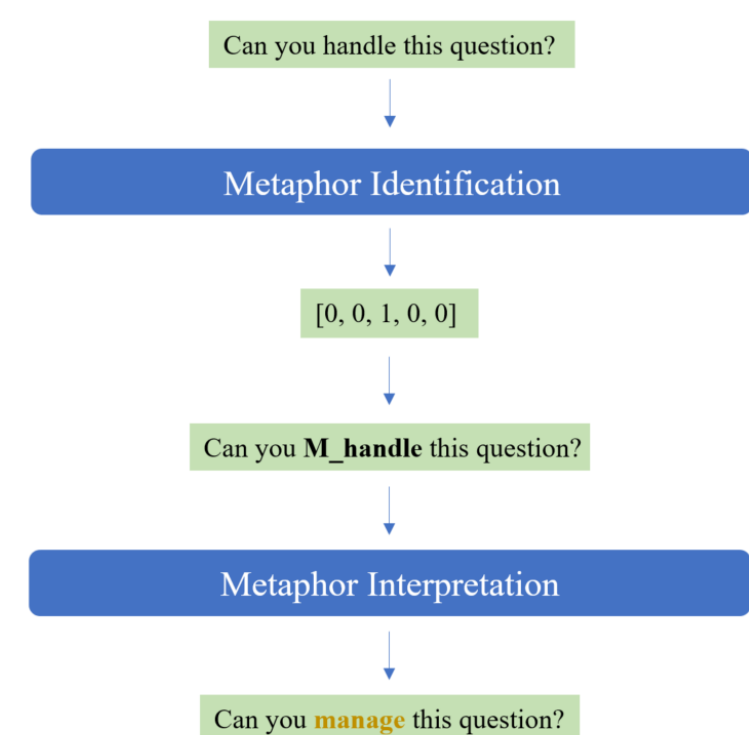 Can you handle this question?
Metaphor Identification
[0, 0, 1, 0, 0]
Can you M_handle this question?
Metaphor Interpretation
Can you manage this question?